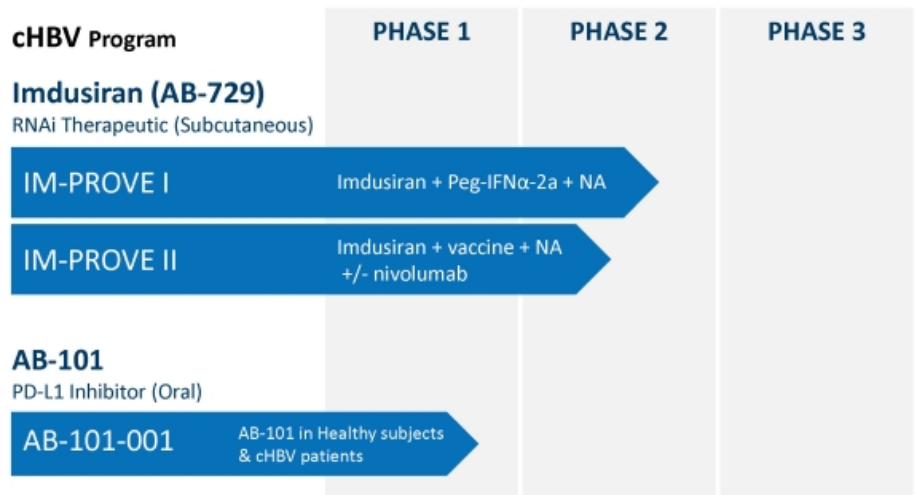 cHBV Program
PHASE 1
PHASE 2
PHASE 3
Imdusiran (AB-729)
RNAi Therapeutic (Subcutaneous)
IM-PROVE I
Imdusiran + Peg-IFNα-2a + NA
IM-PROVE II
Imdusiran + vaccine + NA
+/- nivolumab
AB-101
PD-L1 Inhibitor (Oral)
AB-101-001
AB-101 in Healthy subjects
& cHBV patients